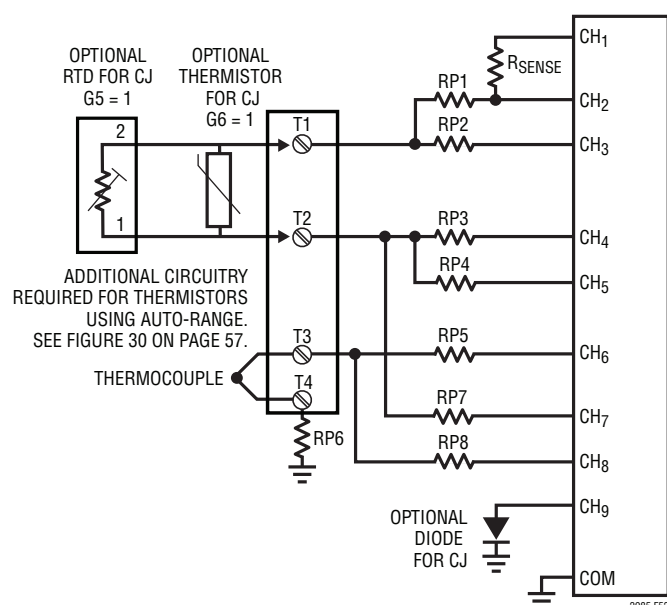 OPTIONAL
RTD FOR CJ
G5 = 1
OPTIONAL
THERMISTOR
FOR CJ
G6 = 1
2
1
T1
T2
T3
T4
ADDITIONAL CIRCUITRY
REQUIRED FOR THERMISTORS
USING AUTO-RANGE.
SEE FIGURE 30 ON PAGE 57.
THERMOCOUPLE
RP6
RSENSE
RP1
RP2
RP3
RP4
RP5
RP7
RP8
OPTIONAL
DIODE
FOR CJ
CH1
CH2
CH3
CH4
CH5
CH6
CH7
CH8
CH9
COM